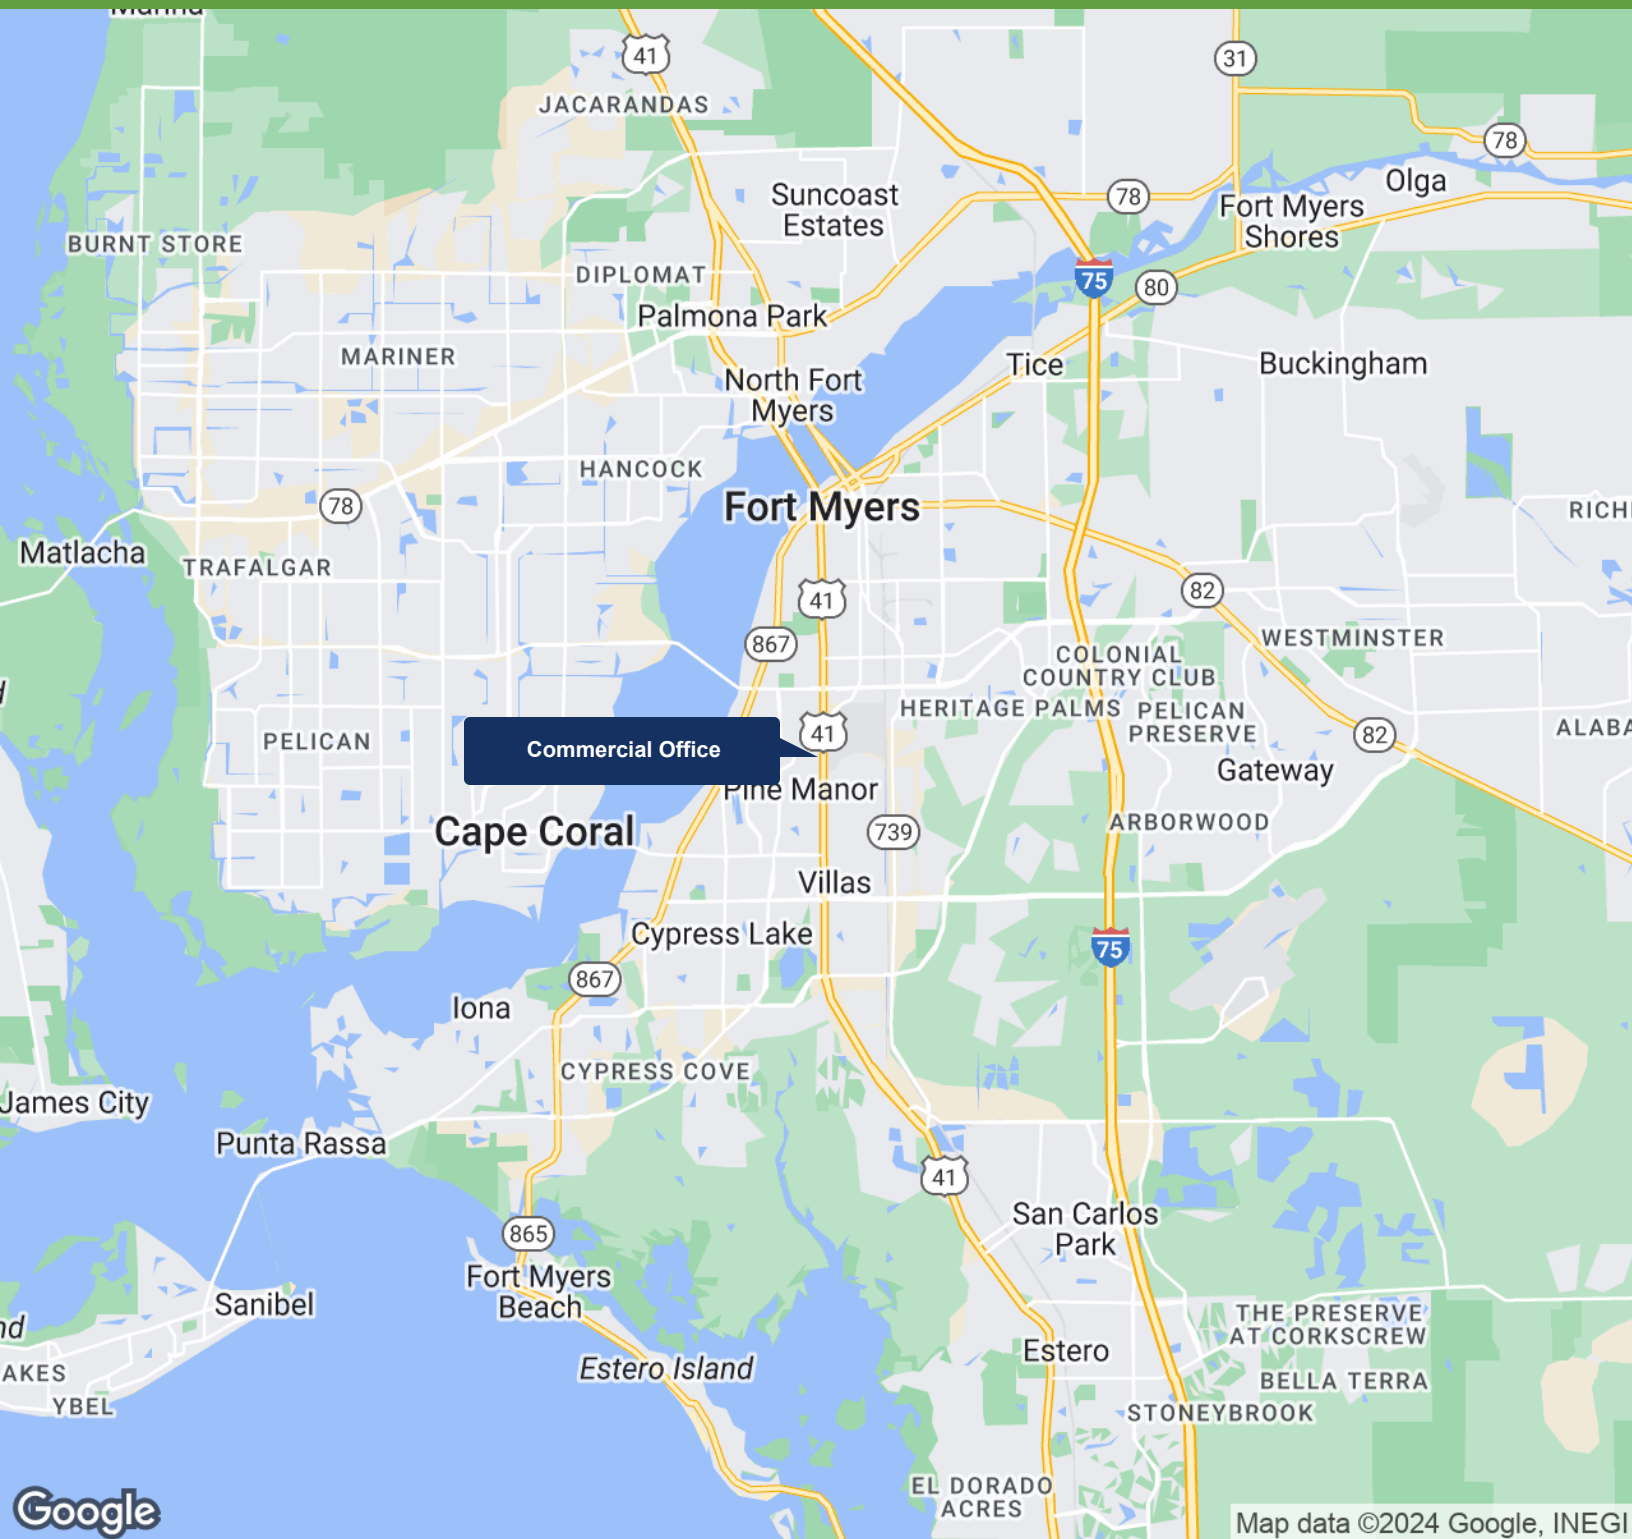 41
31
JACARANDAS
78
Olga
Suncoast
Estates
78
Fort Myers
Shores
BURNT STORE
DIPLOMAT
75
80
Palmona Park
MARINER
Tice
Buckingham
North Fort
Myers
HANCOCK
78
Fort Myers
RICHI
Matlacha
TRAFALGAR
41
82
867
WESTMINSTER
COLONIAL
COUNTRY CLUB
HERITAGE PALMS
PELICAN
PRESERVE
PELICAN
Commercial Office
41
82
ALABA
Gateway
Pine Manor
Cape Coral
739
ARBORWOOD
Villas
Cypress Lake
75
867
Iona
CYPRESS COVE
James City
Punta Rassa
41
San Carlos
Park
865
Fort Myers
Beach
Sanibel
nd
THE PRESERVE
AT CORKSCREW
Estero
Estero Island
AKES
BELLA TERRA
YBEL
STONEYBROOK
EL DORADO
ACRES
Google
Map data ©2024 Google, INEGI